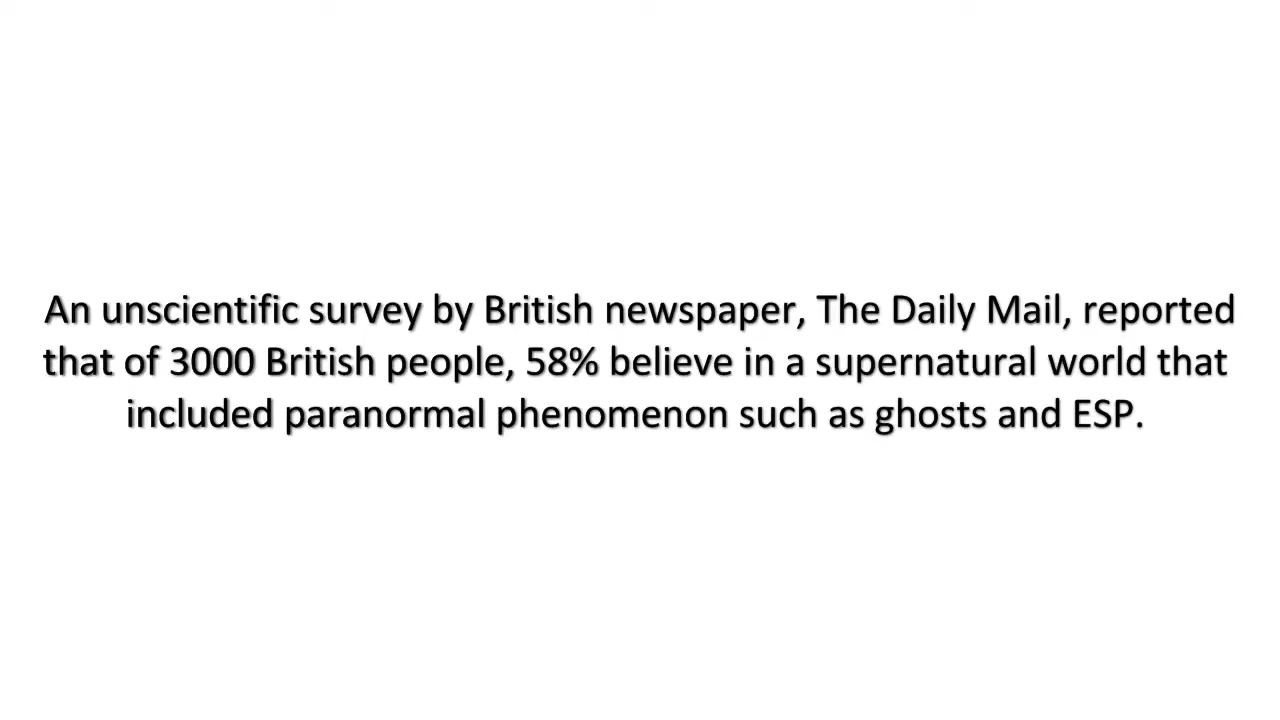 An unscientific survey by British newspaper, The Daily Mail, reported
that of 3000 British people, 58% believe in a supernatural world that
included paranormal phenomenon such as ghosts and ESP.